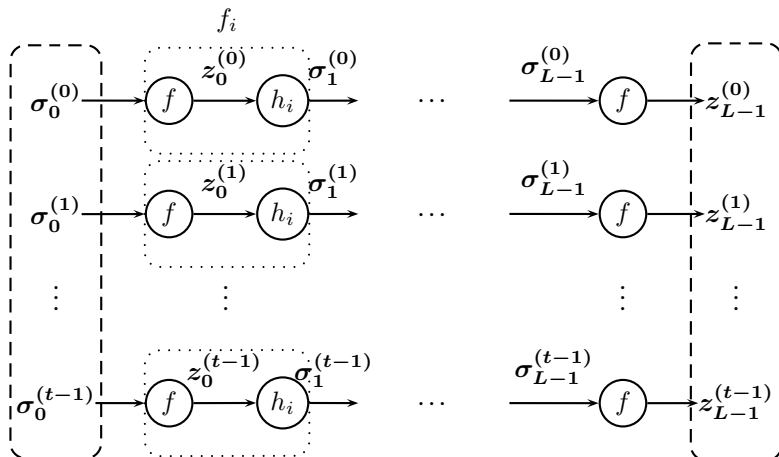 f_i
σ_0^{(0)} f z_0^{(0)} h_i σ_1^{(0)} ⋯ σ_{L−1}^{(0)} f z_{L−1}^{(0)}
σ_0^{(1)} f z_0^{(1)} h_i σ_1^{(1)} ⋯ σ_{L−1}^{(1)} f z_{L−1}^{(1)}
⋮ ⋮ ⋮ ⋮
σ_0^{(t−1)} f z_0^{(t−1)} h_i σ_1^{(t−1)} ⋯ σ_{L−1}^{(t−1)} f z_{L−1}^{(t−1)}